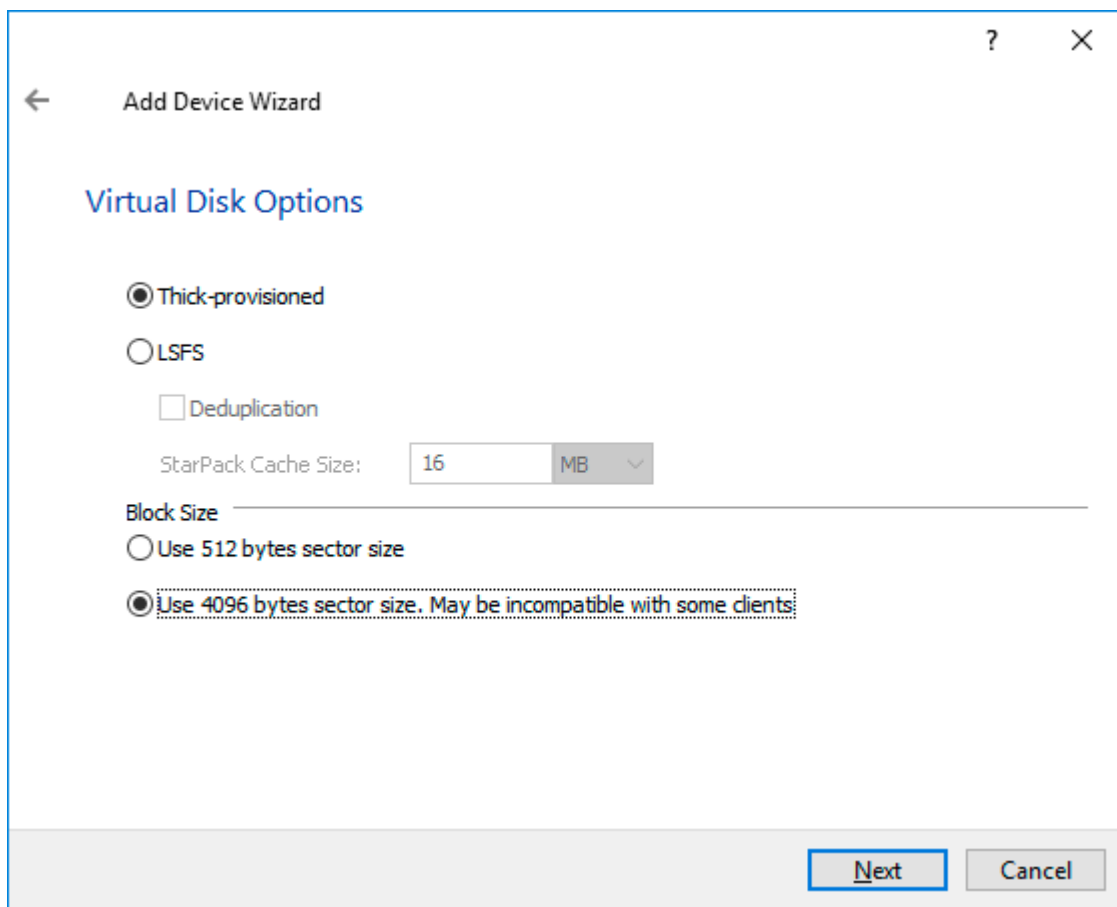 ?
Add Device Wizard
Virtual Disk Options
Thick-provisioned
LSFS
Deduplication
StarPack Cache Size: 16 MB
Block Size
Use 512 bytes sector size
Use 4096 bytes sector size. May be incompatible with some clients
Next Cancel